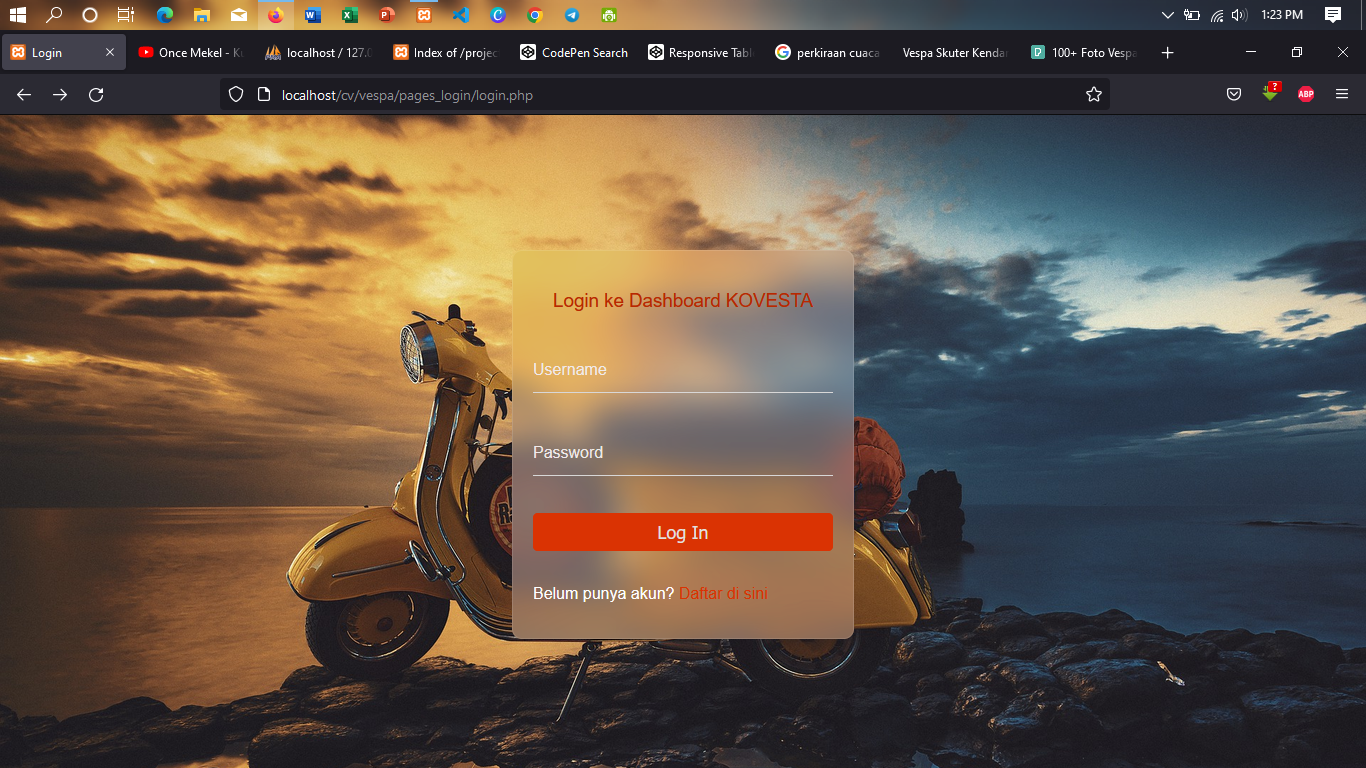 1:23 PM
Login
Once Mekel - Ku
localhost / 127.0
Index of /projec
CodePen Search
Responsive Tabl
perkiraan cuaca
Vespa Skuter Kendar
100+ Foto Vespa
localhost/cv/vespa/pages_login/login.php
?
ABP
Login ke Dashboard KOVESTA
Username
Password
Log In
Belum punya akun? Daftar di sini